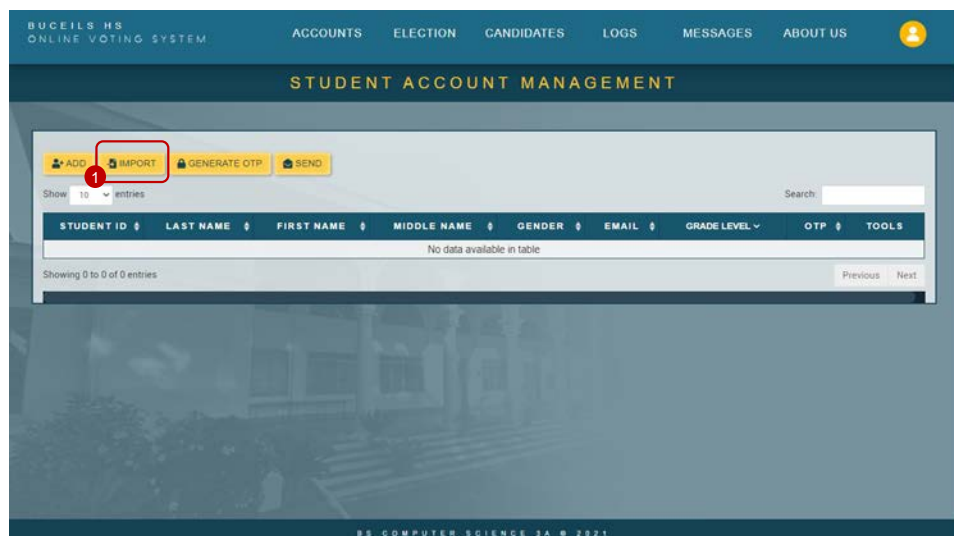 BUCEILS HS
ONLINE VOTING SYSTEM
ACCOUNTS ELECTION CANDIDATES LOGS MESSAGES ABOUT US
STUDENT ACCOUNT MANAGEMENT
ADD IMPORT GENERATE OTP SEND
1
Show 10 entries Search:
STUDENT ID LAST NAME FIRST NAME MIDDLE NAME GENDER EMAIL GRADE LEVEL OTP TOOLS
No data available in table
Showing 0 to 0 of 0 entries Previous Next
BS COMPUTER SCIENCE 3A © 2021